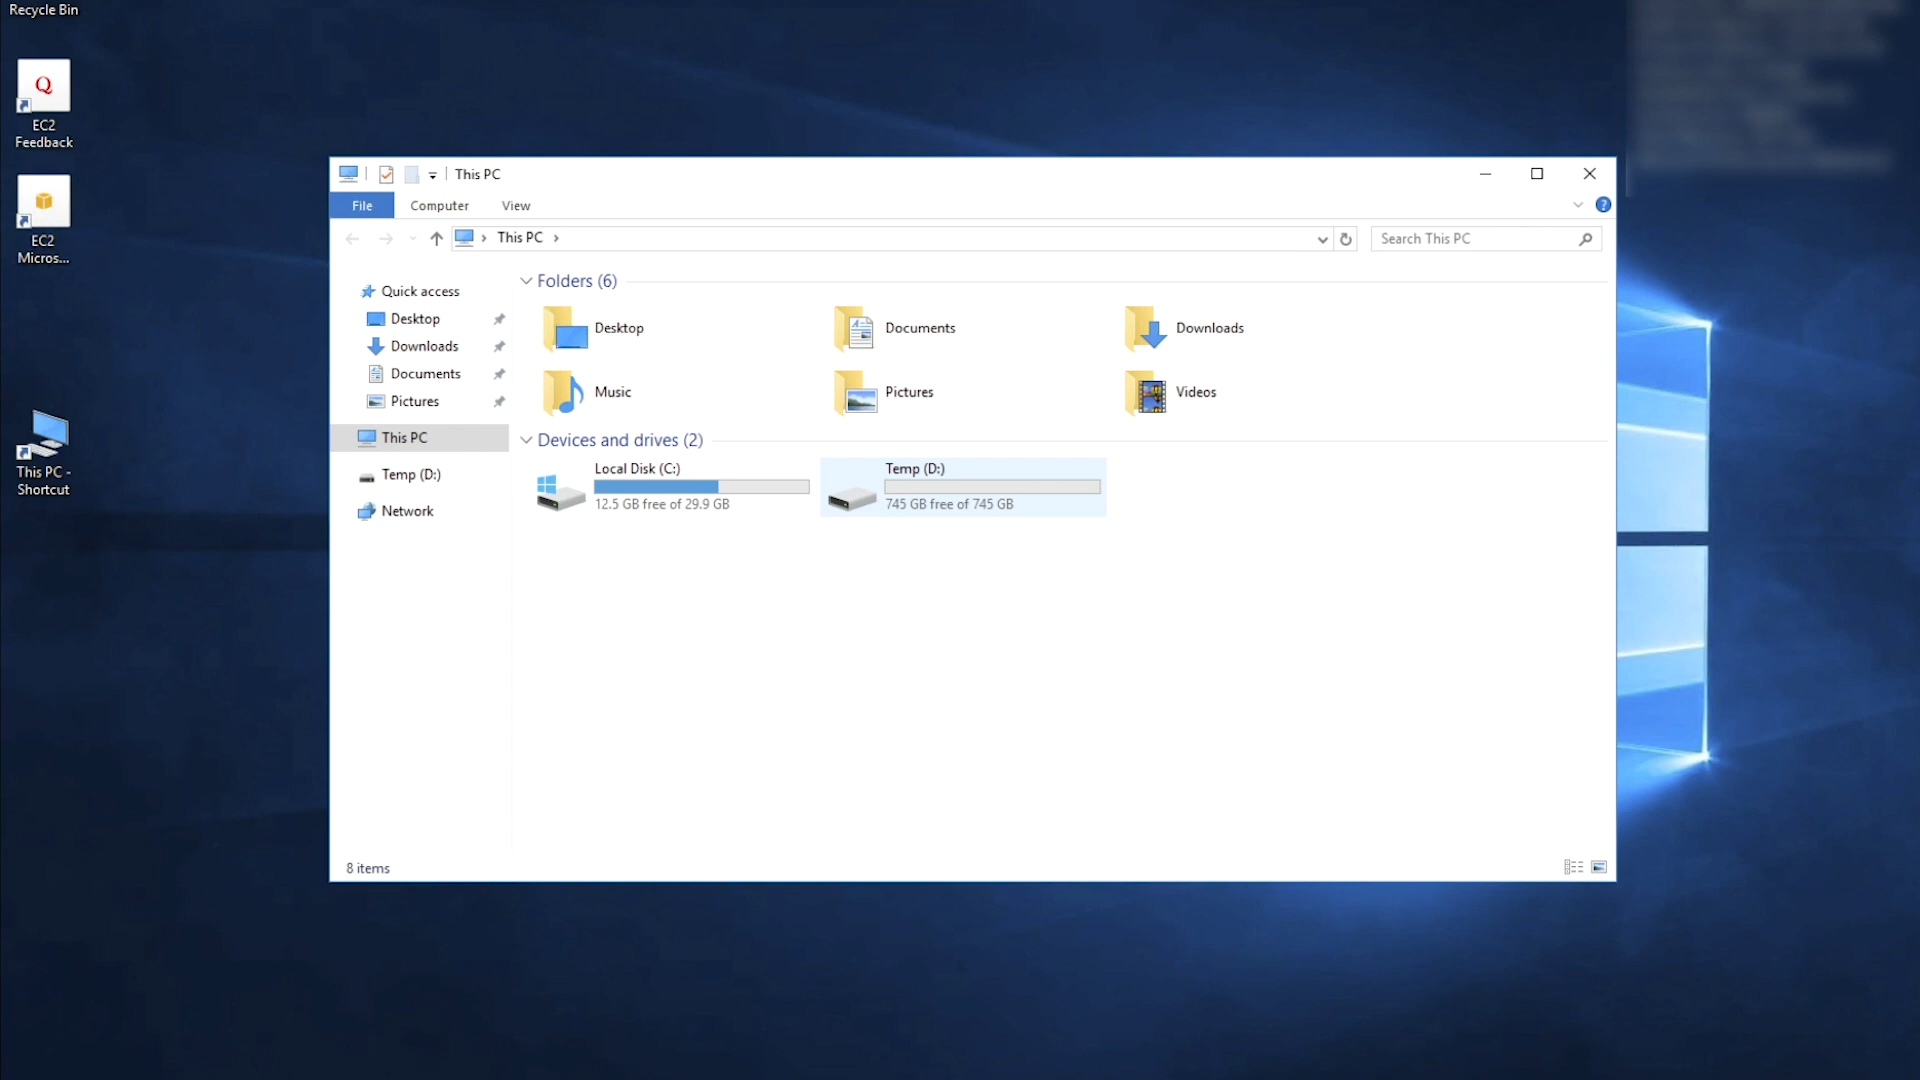 Recycle Bin
Q
EC2
Feedback
EC2
Micros...
This PC -
Shortcut
This PC
File
Computer
View
?
This PC
Search This PC
Quick access
Desktop
Downloads
Documents
Pictures
This PC
Temp (D:)
Network
Folders (6)
Desktop
Documents
Downloads
Music
Pictures
Videos
Devices and drives (2)
Local Disk (C:)
12.5 GB free of 29.9 GB
Temp (D:)
745 GB free of 745 GB
8 items